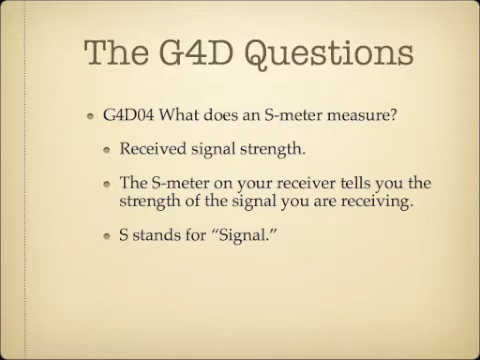 The G4D Questions
G4D04 What does an S-meter measure?
Received signal strength.
The S-meter on your receiver tells you the
strength of the signal you are receiving.
S stands for “Signal.”